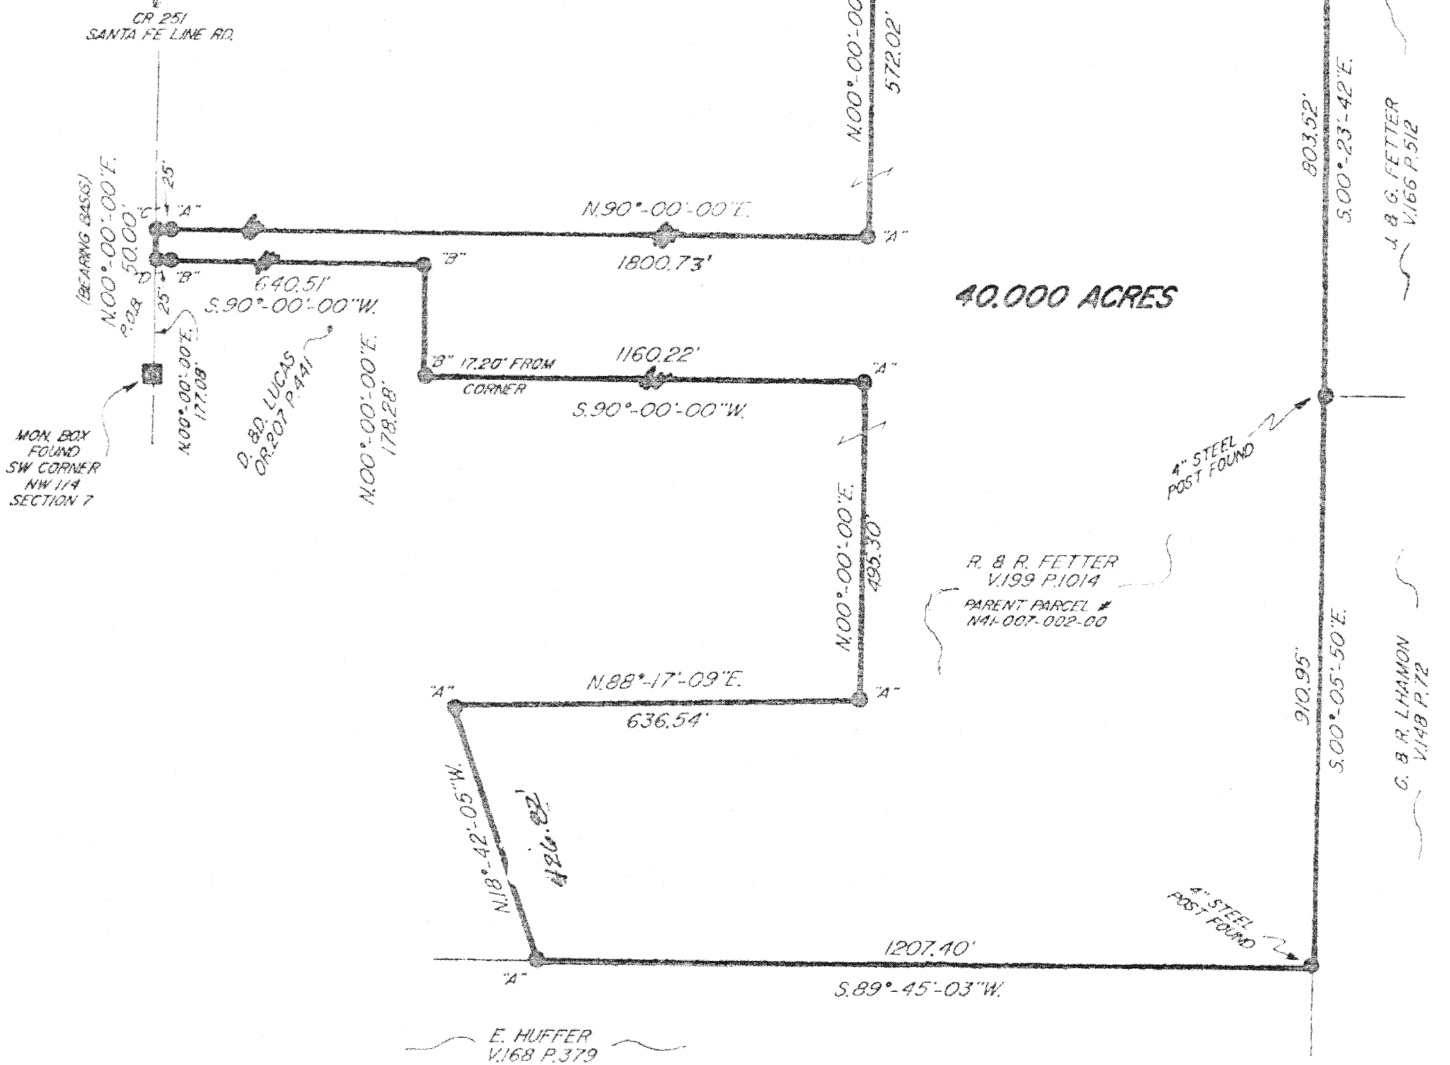 CR 251
SANTA FE LINE RD.
N.00°-00'-00"
572.02'
803.52'
S.00°-23'-42"E.
J. & G. FETTER
V.166 P.512
(BEARING BASIS)
N.00°-00'-00"E.
50.00'
P.O.B.
25'
"C"
"A"
N.90°-00'-00"E.
1800.73'
"A"
"D"
"B"
25'
640.51'
S.90°-00'-00"W.
"B"
40.000 ACRES
N.00°-00'-00"E.
177.08'
D. & D. LUCAS
OR.207 P.441
N.00°-00'-00"E.
178.28'
"B" 17.20' FROM
CORNER
1160.22'
S.90°-00'-00"W.
"A"
MON. BOX
FOUND
SW CORNER
NW 1/4
SECTION 7
4" STEEL
POST FOUND
N.00°-00'-00"E.
495.30'
R. & R. FETTER
V.199 P.1014
PARENT PARCEL #
N41-007-002-00
910.95'
S.00°-05'-50"E.
G. & R. LHAMON
V.148 P.72
"A"
N.88°-17'-09"E.
636.54'
"A"
N.18°-42'-05"W.
426.82'
4" STEEL
POST FOUND
"A"
1207.40'
S.89°-45'-03"W.
E. HUFFER
V.168 P.379